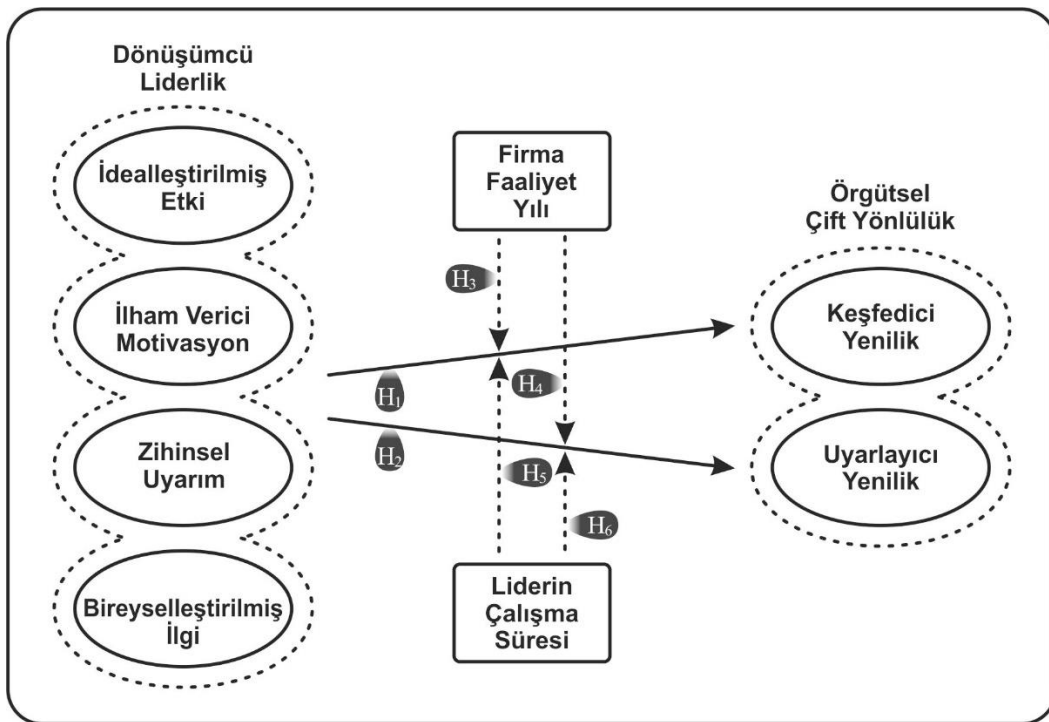 Dönüşümcü
Liderlik
İdealleştirilmiş
Etki
İlham Verici
Motivasyon
Zihinsel
Uyarım
Bireyselleştirilmiş
İlgi
Firma
Faaliyet
Yılı
H₃
H₁
H₄
H₂
H₅
H₆
Liderin
Çalışma
Süresi
Örgütsel
Çift Yönlülük
Keşfedici
Yenilik
Uyarlayıcı
Yenilik